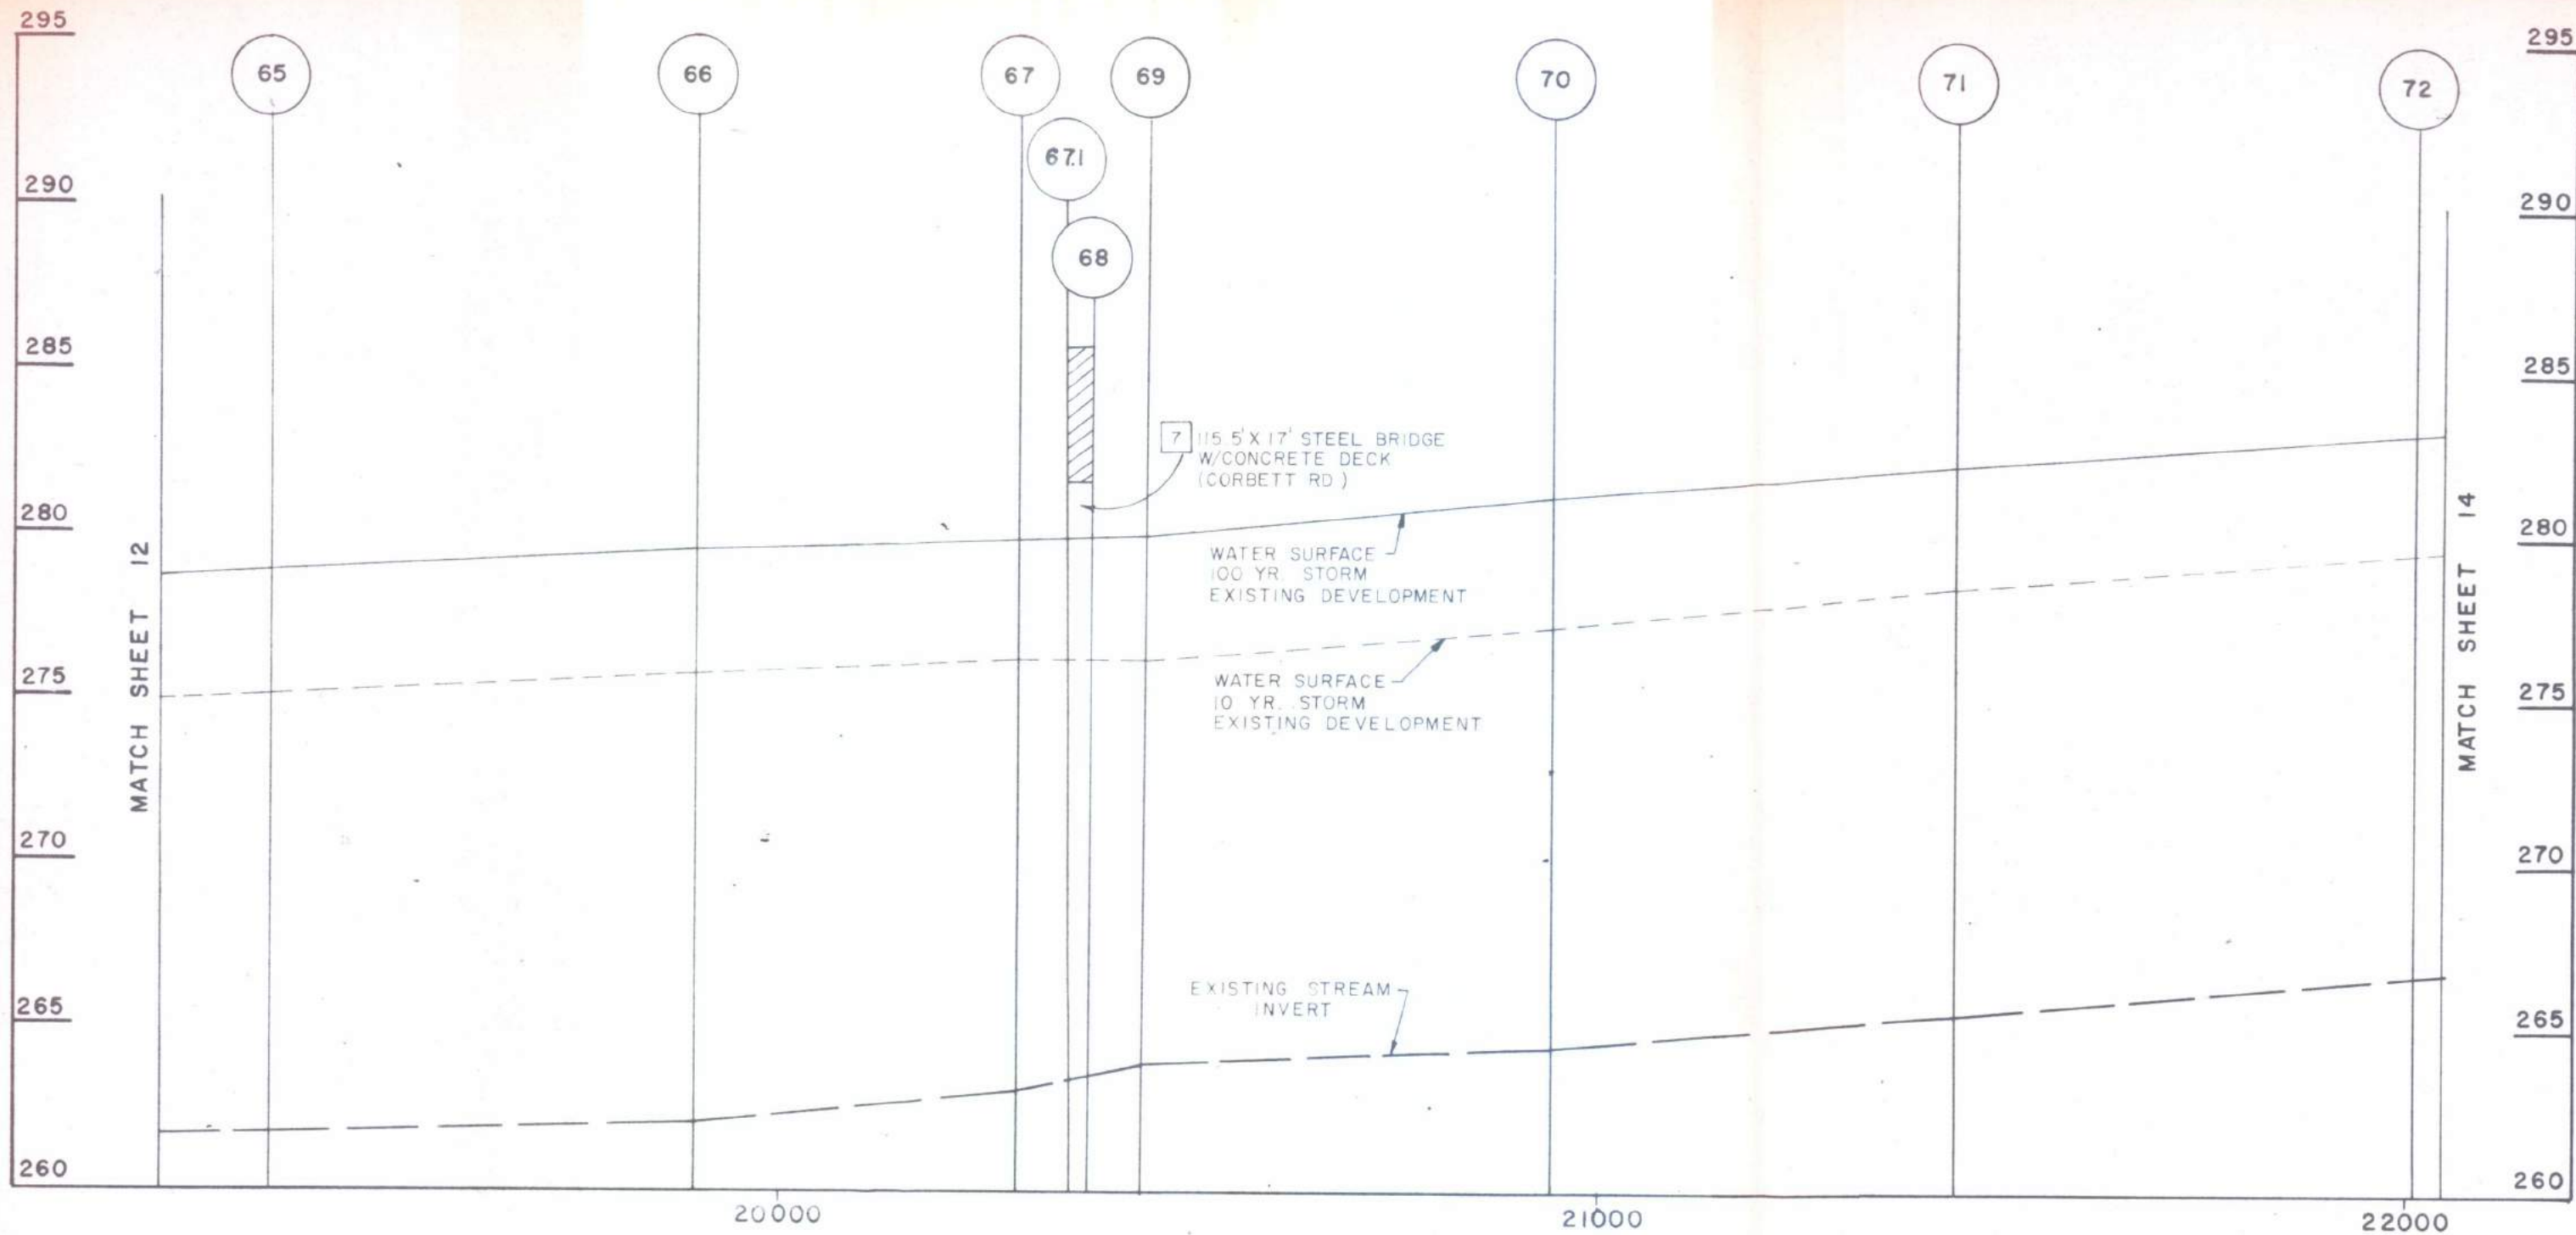 295
295
65
66
67
69
70
71
72
67.1
68
290
290
285
285
7 115.5' X 17' STEEL BRIDGE
W/CONCRETE DECK
(CORBETT RD.)
280
280
MATCH SHEET 12
MATCH SHEET 14
WATER SURFACE
100 YR. STORM
EXISTING DEVELOPMENT
275
275
WATER SURFACE
10 YR. STORM
EXISTING DEVELOPMENT
270
270
EXISTING STREAM
INVERT
265
265
260
260
20000
21000
22000